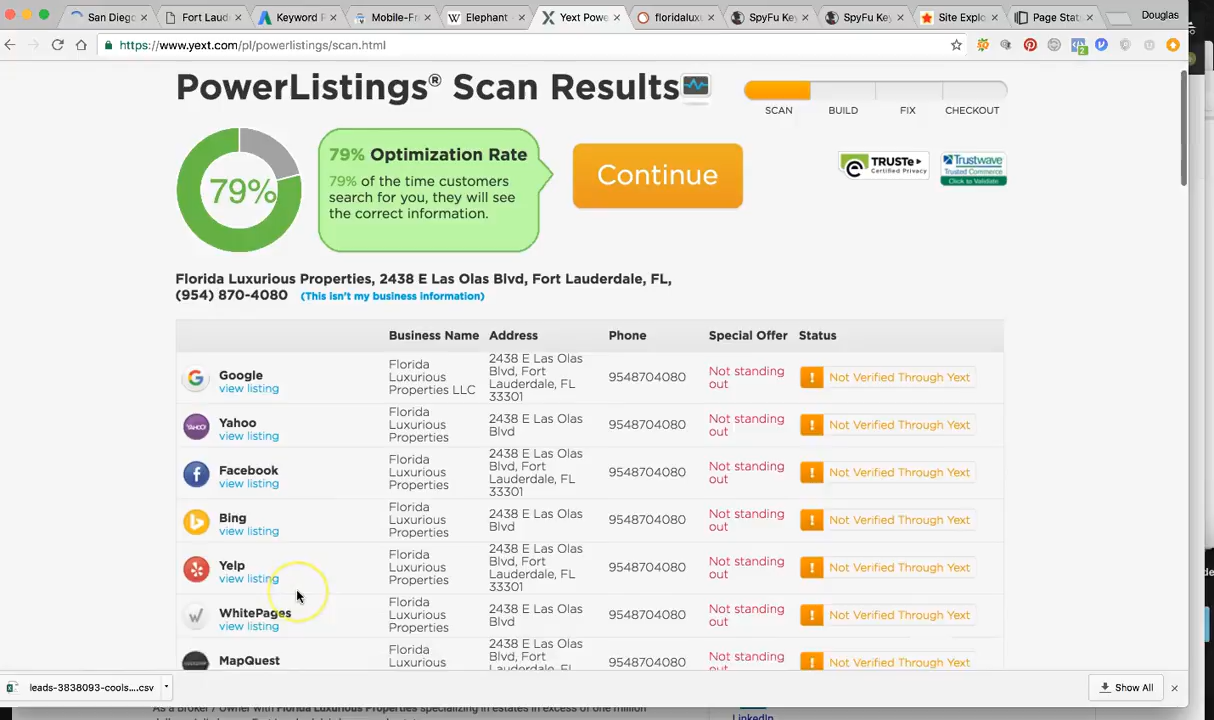 San Diego
Fort Laud
Keyword P
Mobile-Fr
Elephant
Yext Powe
floridalux
SpyFu Key
SpyFu Key
Site Explo
Page Stat
Douglas
https://www.yext.com/pl/powerlistings/scan.html
2
PowerListings® Scan Results
SCAN
BUILD
FIX
CHECKOUT
79%
79% Optimization Rate
79% of the time customers
search for you, they will see
the correct information.
Continue
TRUSTe
Certified Privacy
Trustwave
Trusted Commerce
Click to Validate
Florida Luxurious Properties, 2438 E Las Olas Blvd, Fort Lauderdale, FL,
(954) 870-4080 (This isn't my business information)
Business Name Address Phone Special Offer Status
Google
view listing
Florida
Luxurious
Properties LLC
2438 E Las Olas
Blvd, Fort
Lauderdale, FL
33301
9548704080
Not standing
out
! Not Verified Through Yext
YAHOO!
Yahoo
view listing
Florida
Luxurious
Properties
2438 E Las Olas
Blvd
9548704080
Not standing
out
! Not Verified Through Yext
Facebook
view listing
Florida
Luxurious
Properties
2438 E Las Olas
Blvd, Fort
Lauderdale, FL
33301
9548704080
Not standing
out
! Not Verified Through Yext
Bing
view listing
Florida
Luxurious
Properties
2438 E Las Olas
Blvd
9548704080
Not standing
out
! Not Verified Through Yext
Yelp
view listing
Florida
Luxurious
Properties
2438 E Las Olas
Blvd, Fort
Lauderdale, FL
33301
9548704080
Not standing
out
! Not Verified Through Yext
WhitePages
view listing
Florida
Luxurious
Properties
2438 E Las Olas
Blvd
9548704080
Not standing
out
! Not Verified Through Yext
MapQuest
Florida
Luxurious
2438 E Las Olas
Blvd, Fort
Lauderdale, FL
9548704080
Not standing
out
! Not Verified Through Yext
leads-3838093-cools....csv
Show All
As a Broker / Owner with Florida Luxurious Properties specializing in estates in excess of one million
LinkedIn